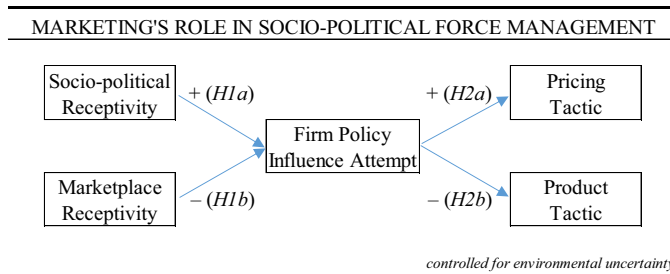 MARKETING'S ROLE IN SOCIO-POLITICAL FORCE MANAGEMENT
Socio-political
Receptivity
+ (H1a)
+ (H2a)
Pricing
Tactic
Firm Policy
Influence Attempt
Marketplace
Receptivity
– (H1b)
– (H2b)
Product
Tactic
controlled for environmental uncertainty